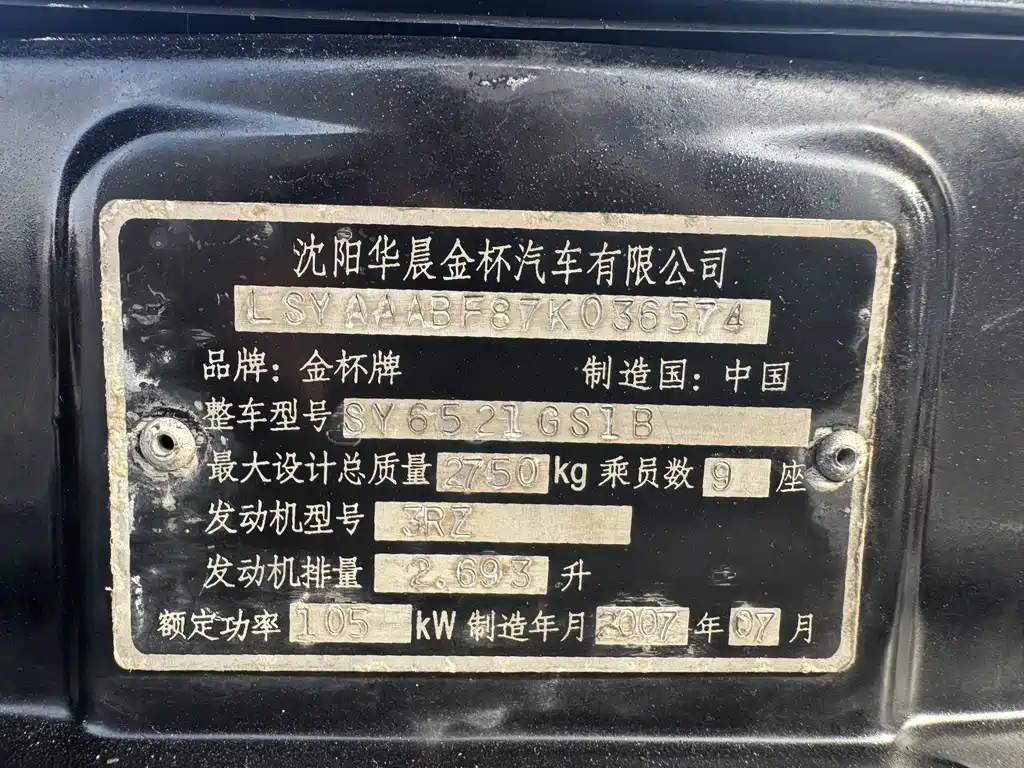 沈阳华晨金杯汽车有限公司
LSYAAABF87K036574
品牌：金杯牌 制造国：中国
整车型号 SY6521GS1B
最大设计总质量 2750 kg 乘员数 9 座
发动机型号 3RZ
发动机排量 2.693 升
额定功率 105 kW 制造年月 2007 年 07 月